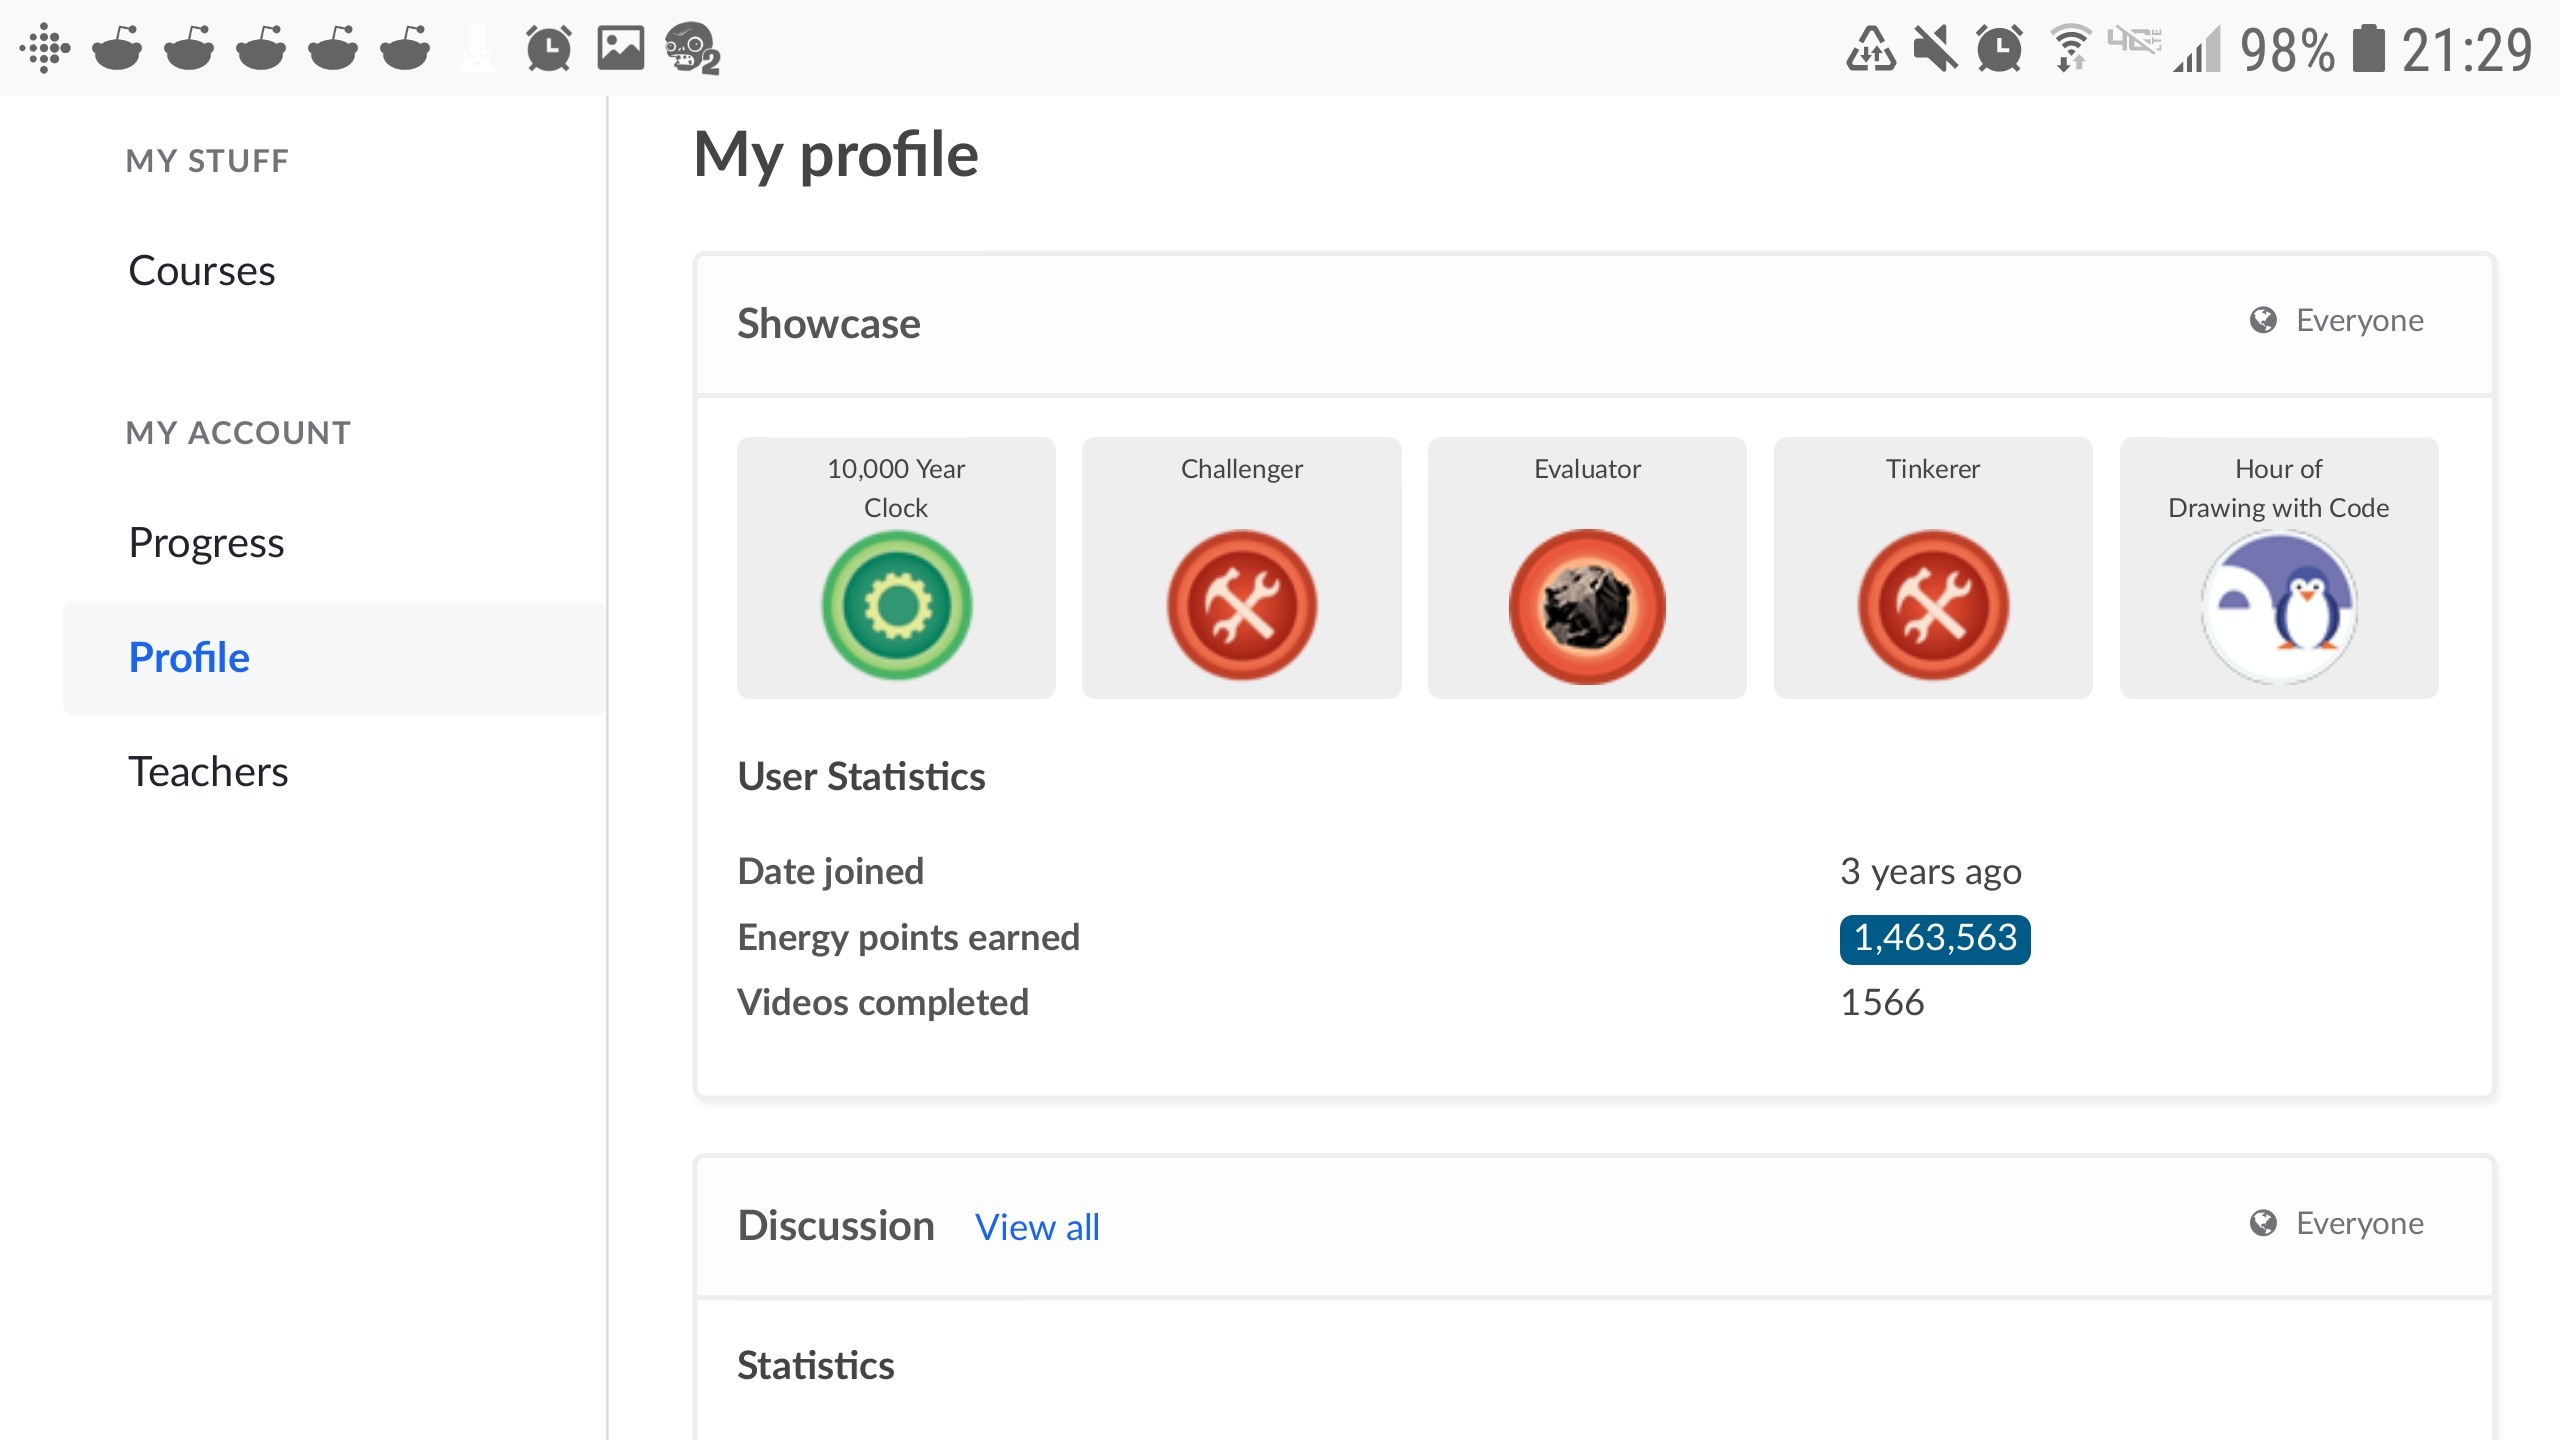 98% 21:29
MY STUFF
Courses
MY ACCOUNT
Progress
Profile
Teachers
My profile
Showcase
Everyone
10,000 Year
Clock
Challenger
Evaluator
Tinkerer
Hour of
Drawing with Code
User Statistics
Date joined 3 years ago
Energy points earned 1,463,563
Videos completed 1566
Discussion View all
Everyone
Statistics